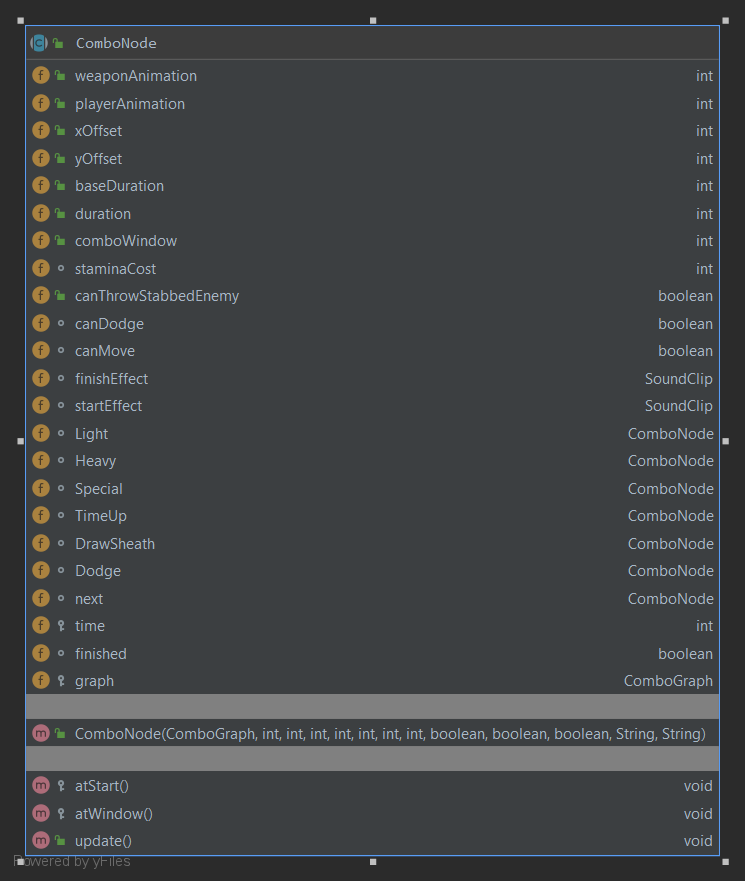 ComboNode
weaponAnimation int
playerAnimation int
xOffset int
yOffset int
baseDuration int
duration int
comboWindow int
staminaCost int
canThrowStabbedEnemy boolean
canDodge boolean
canMove boolean
finishEffect SoundClip
startEffect SoundClip
Light ComboNode
Heavy ComboNode
Special ComboNode
TimeUp ComboNode
DrawSheath ComboNode
Dodge ComboNode
next ComboNode
time int
finished boolean
graph ComboGraph
ComboNode(ComboGraph, int, int, int, int, int, int, int, boolean, boolean, boolean, String, String)
atStart() void
atWindow() void
update() void
Powered by yFiles